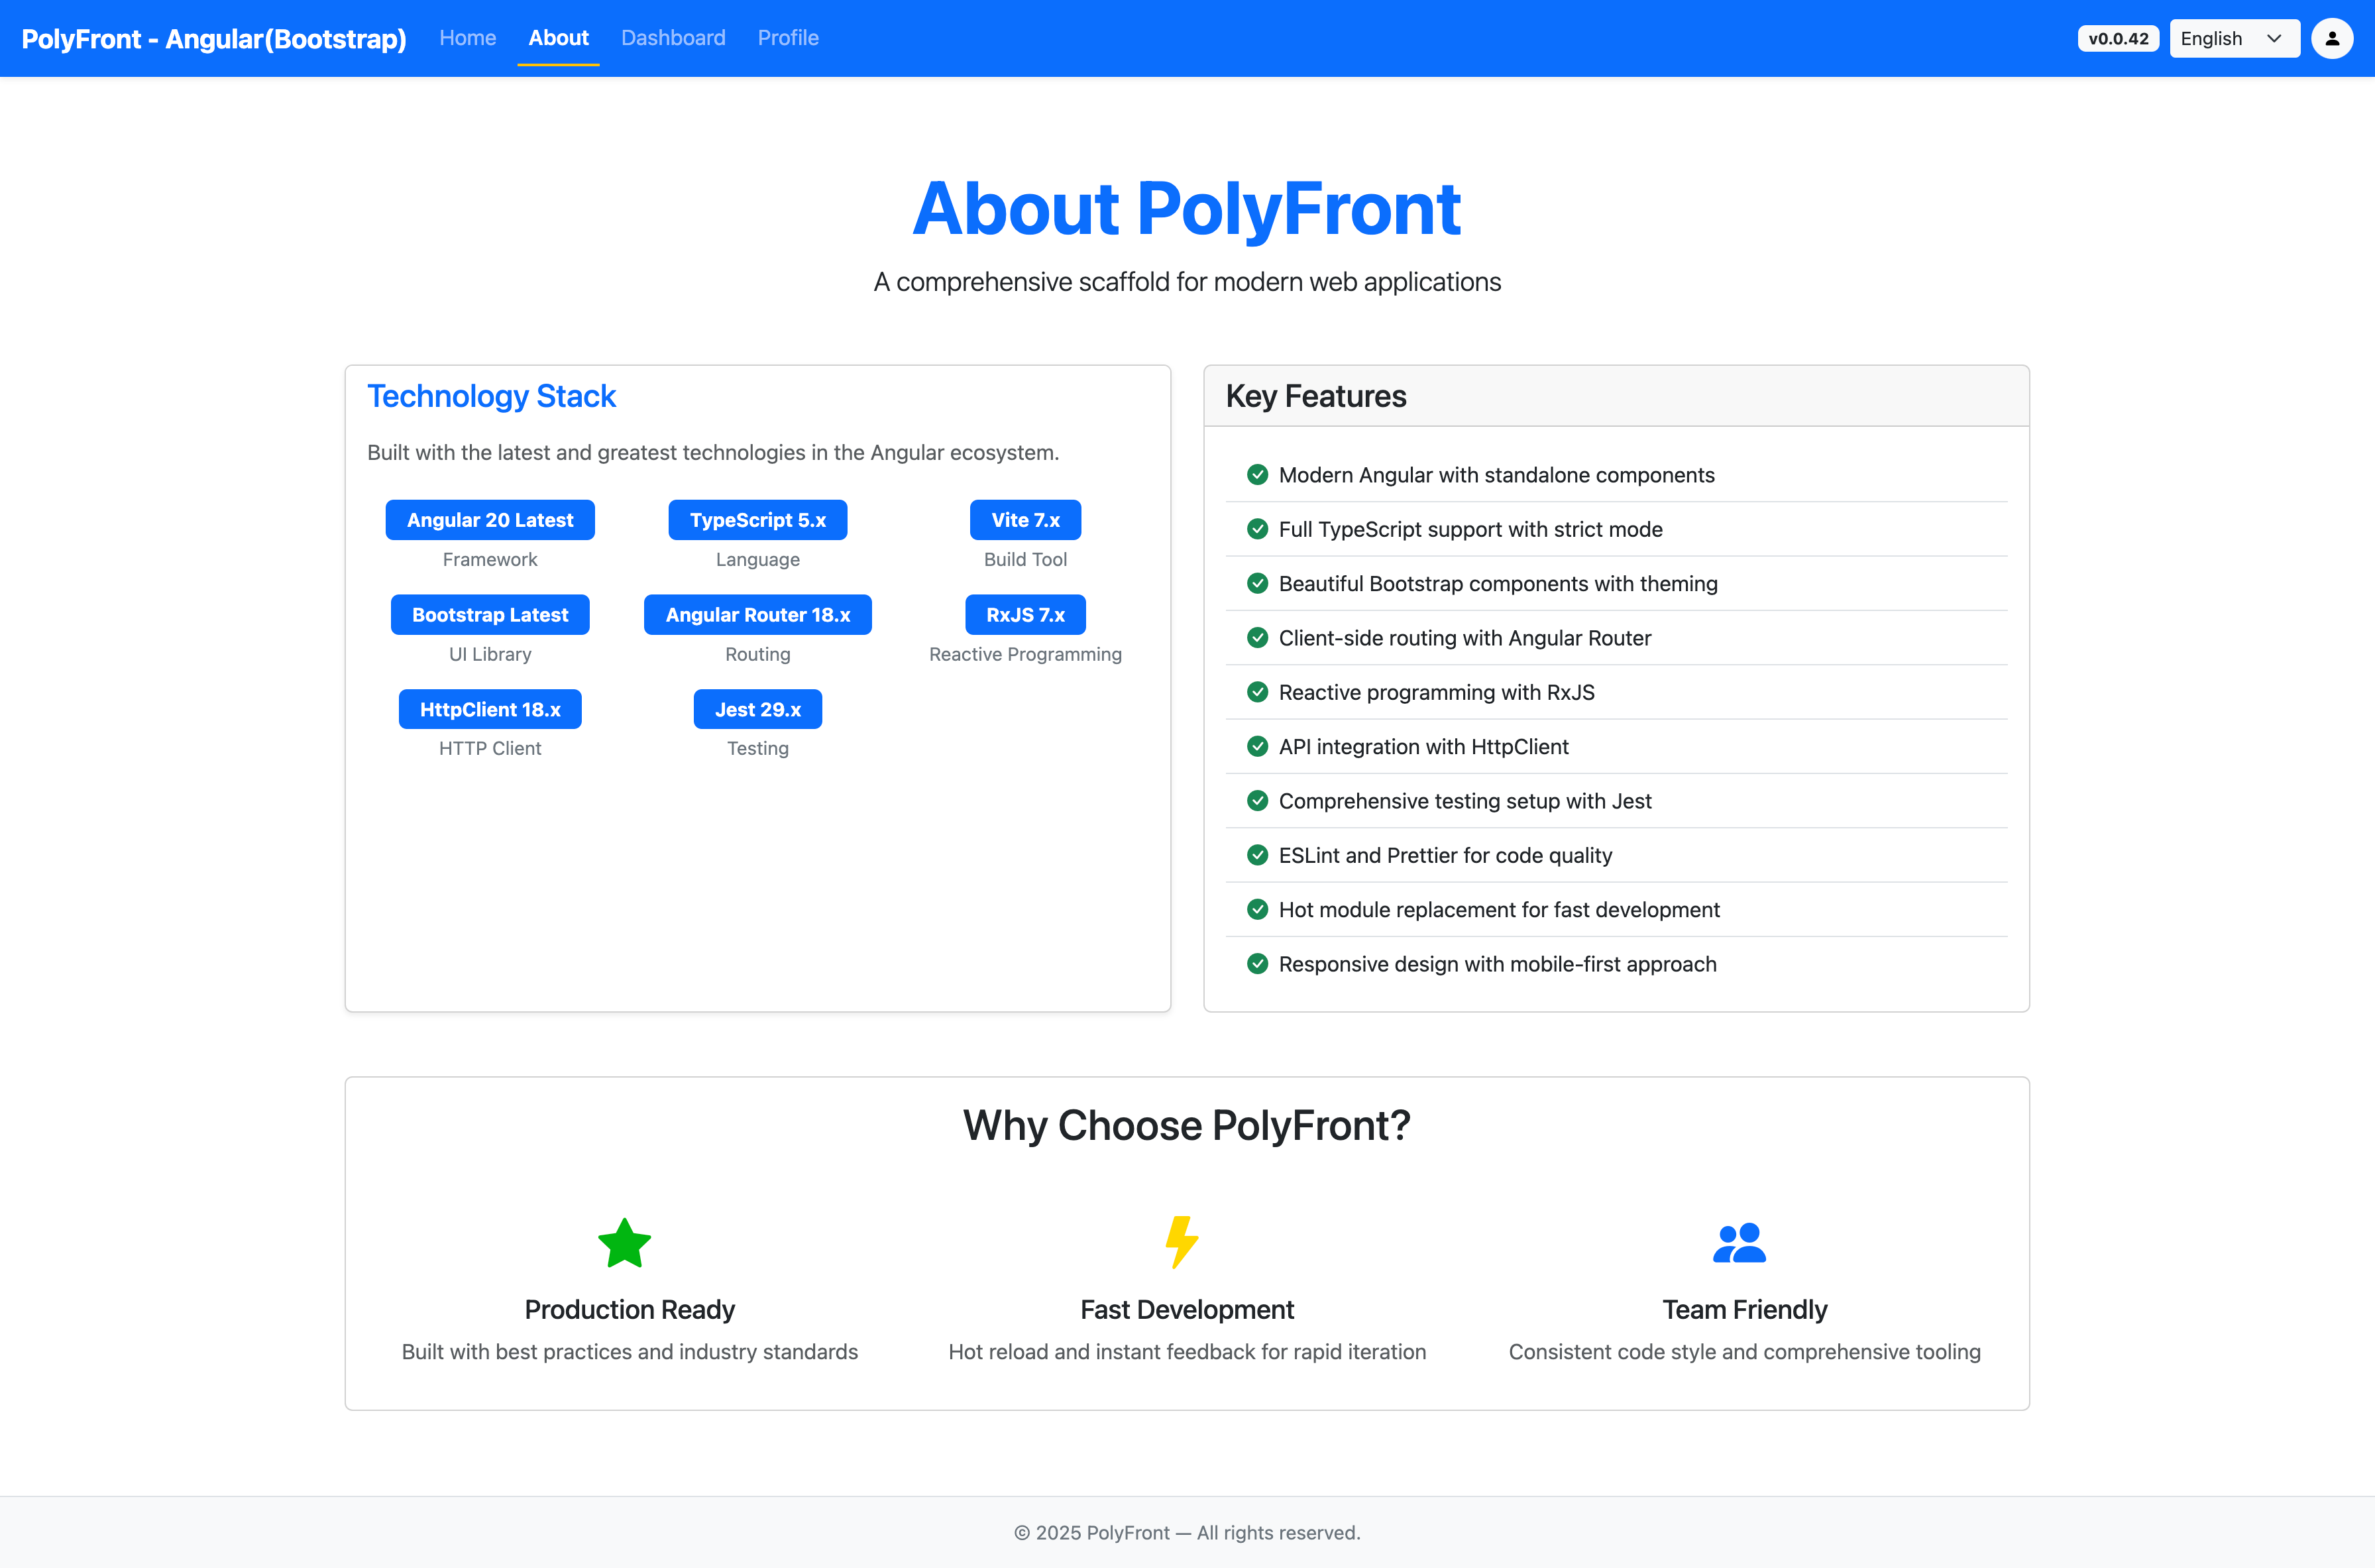 PolyFront - Angular(Bootstrap)
Home
About
Dashboard
Profile
v0.0.42
English
About PolyFront
A comprehensive scaffold for modern web applications
Technology Stack
Built with the latest and greatest technologies in the Angular ecosystem.
Angular 20 Latest
Framework
TypeScript 5.x
Language
Vite 7.x
Build Tool
Bootstrap Latest
UI Library
Angular Router 18.x
Routing
RxJS 7.x
Reactive Programming
HttpClient 18.x
HTTP Client
Jest 29.x
Testing
Key Features
Modern Angular with standalone components
Full TypeScript support with strict mode
Beautiful Bootstrap components with theming
Client-side routing with Angular Router
Reactive programming with RxJS
API integration with HttpClient
Comprehensive testing setup with Jest
ESLint and Prettier for code quality
Hot module replacement for fast development
Responsive design with mobile-first approach
Why Choose PolyFront?
Production Ready
Built with best practices and industry standards
Fast Development
Hot reload and instant feedback for rapid iteration
Team Friendly
Consistent code style and comprehensive tooling
© 2025 PolyFront — All rights reserved.